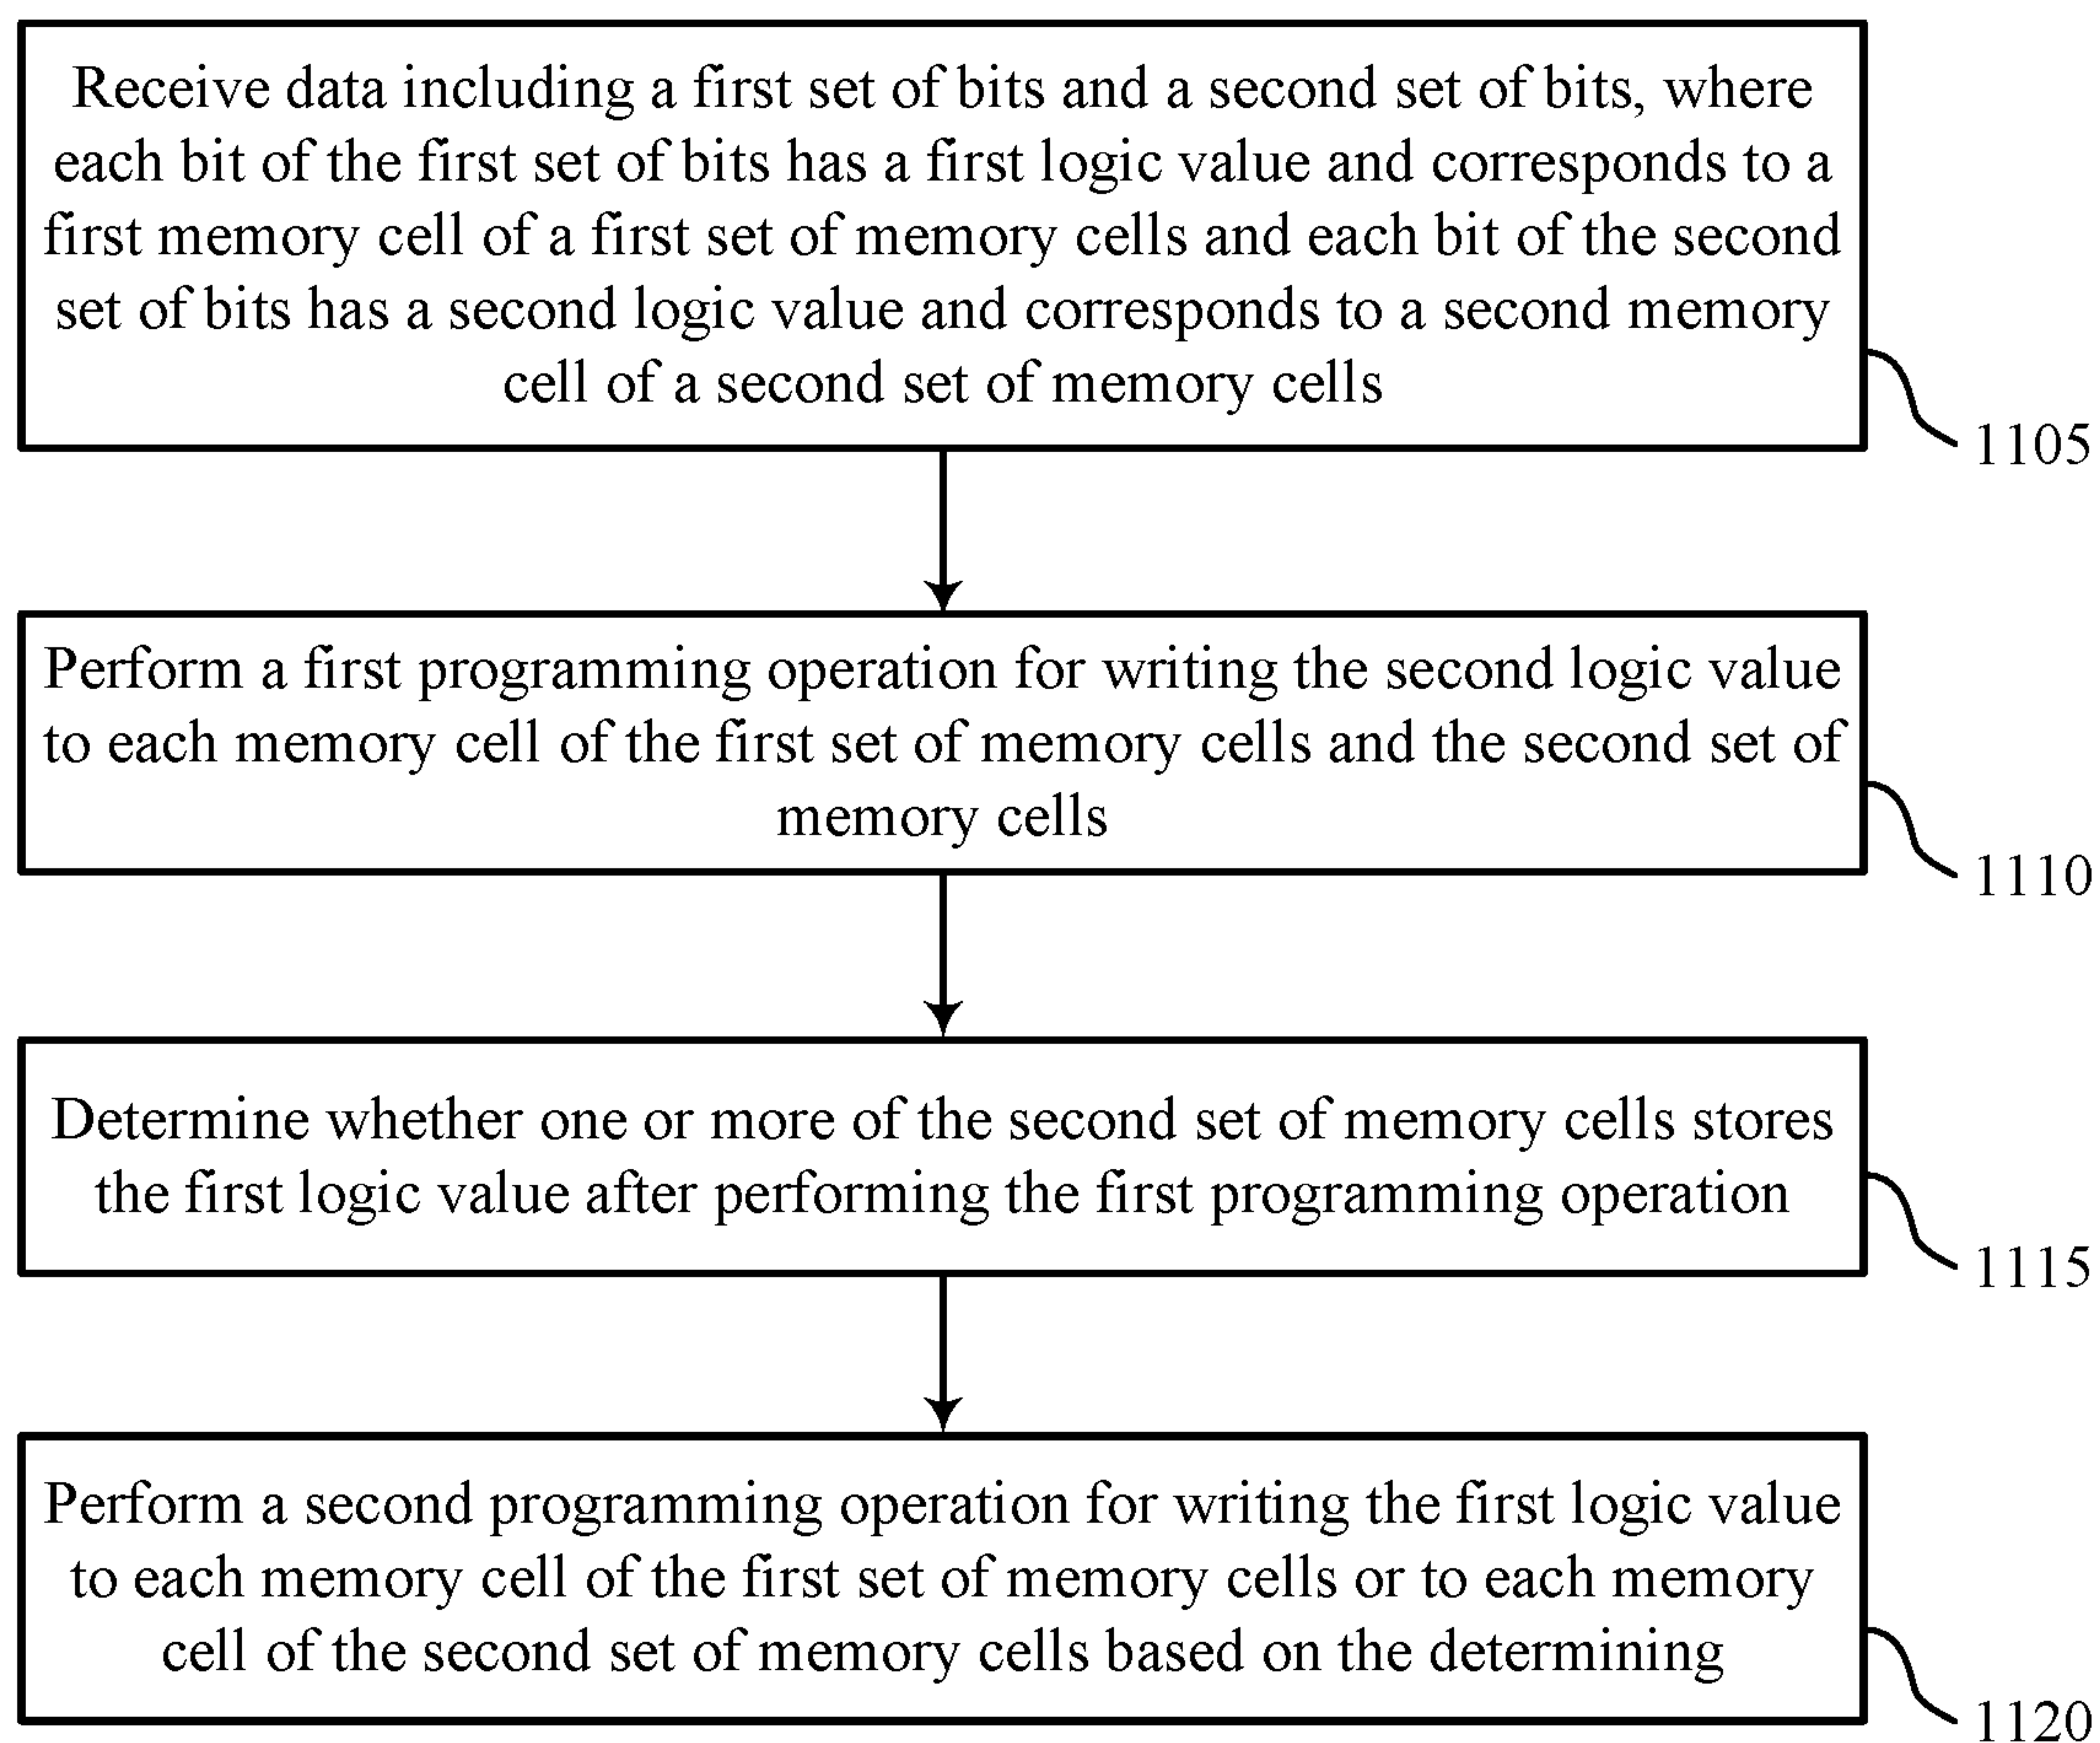 Receive data including a first set of bits and a second set of bits, where
each bit of the first set of bits has a first logic value and corresponds to a
first memory cell of a first set of memory cells and each bit of the second
set of bits has a second logic value and corresponds to a second memory
cell of a second set of memory cells
1105
Perform a first programming operation for writing the second logic value
to each memory cell of the first set of memory cells and the second set of
memory cells
1110
Determine whether one or more of the second set of memory cells stores
the first logic value after performing the first programming operation
1115
Perform a second programming operation for writing the first logic value
to each memory cell of the first set of memory cells or to each memory
cell of the second set of memory cells based on the determining
1120